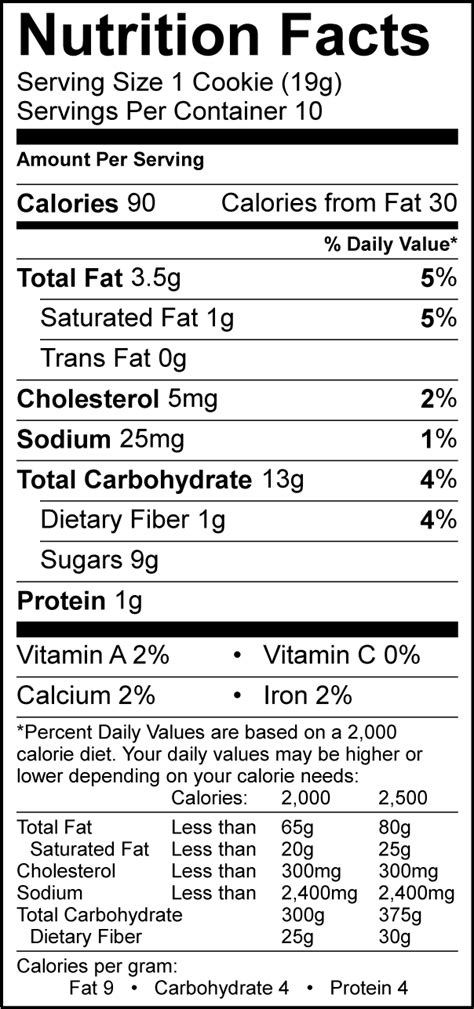 Nutrition Facts
Serving Size 1 Cookie (19g)
Servings Per Container 10
Amount Per Serving
Calories 90 Calories from Fat 30
% Daily Value*
Total Fat 3.5g 5%
Saturated Fat 1g 5%
Trans Fat 0g
Cholesterol 5mg 2%
Sodium 25mg 1%
Total Carbohydrate 13g 4%
Dietary Fiber 1g 4%
Sugars 9g
Protein 1g
Vitamin A 2% • Vitamin C 0%
Calcium 2% • Iron 2%
*Percent Daily Values are based on a 2,000
calorie diet. Your daily values may be higher or
lower depending on your calorie needs:
Calories: 2,000 2,500
Total Fat Less than 65g 80g
Saturated Fat Less than 20g 25g
Cholesterol Less than 300mg 300mg
Sodium Less than 2,400mg 2,400mg
Total Carbohydrate 300g 375g
Dietary Fiber 25g 30g
Calories per gram:
Fat 9 • Carbohydrate 4 • Protein 4